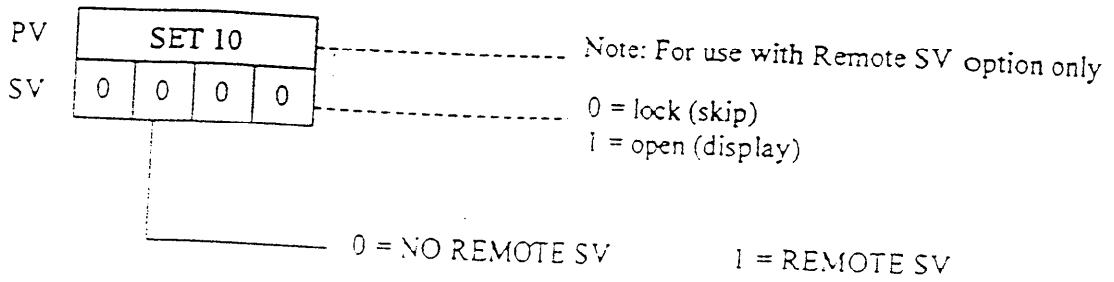 PV SET 10 Note: For use with Remote SV option only
SV 0 0 0 0 0 = lock (skip)
1 = open (display)
0 = NO REMOTE SV 1 = REMOTE SV